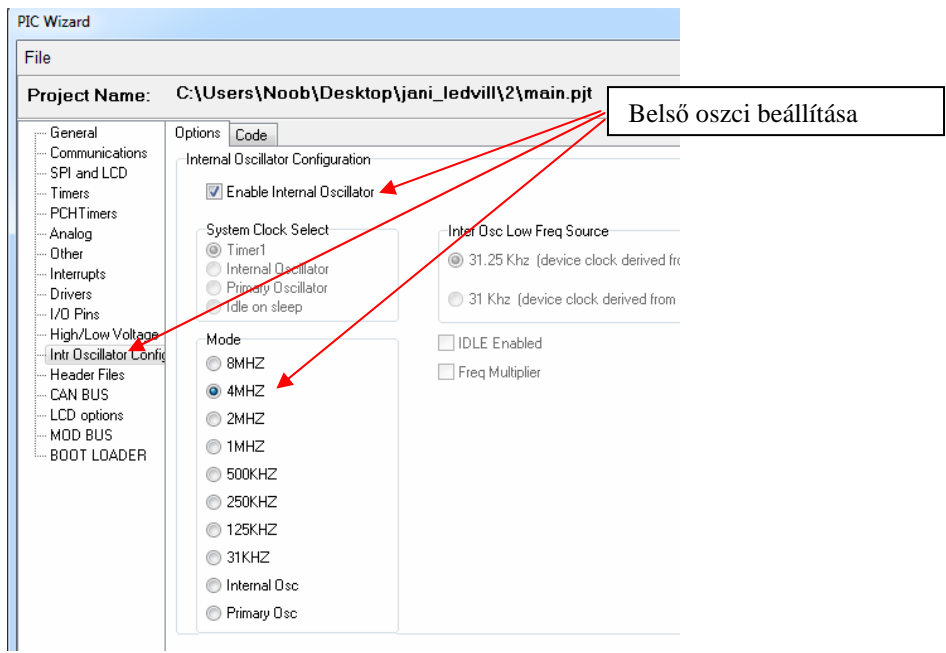 PIC Wizard
File
Project Name: C:\Users\Noob\Desktop\jani_ledvill\2\main.pjt
Belső oszci beállítása
General
Communications
SPI and LCD
Timers
PCHTimers
Analog
Other
Interrupts
Drivers
I/O Pins
High/Low Voltage
Intr Oscillator Config
Header Files
CAN BUS
LCD options
MOD BUS
BOOT LOADER
Options Code
Internal Oscillator Configuration
Enable Internal Oscillator
System Clock Select
Timer1
Internal Oscillator
Primary Oscillator
Idle on sleep
Inter Osc Low Freq Source
31.25 Khz (device clock derived fro
31 Khz (device clock derived from
Mode
8MHZ
4MHZ
2MHZ
1MHZ
500KHZ
250KHZ
125KHZ
31KHZ
Internal Osc
Primary Osc
IDLE Enabled
Freq Multiplier